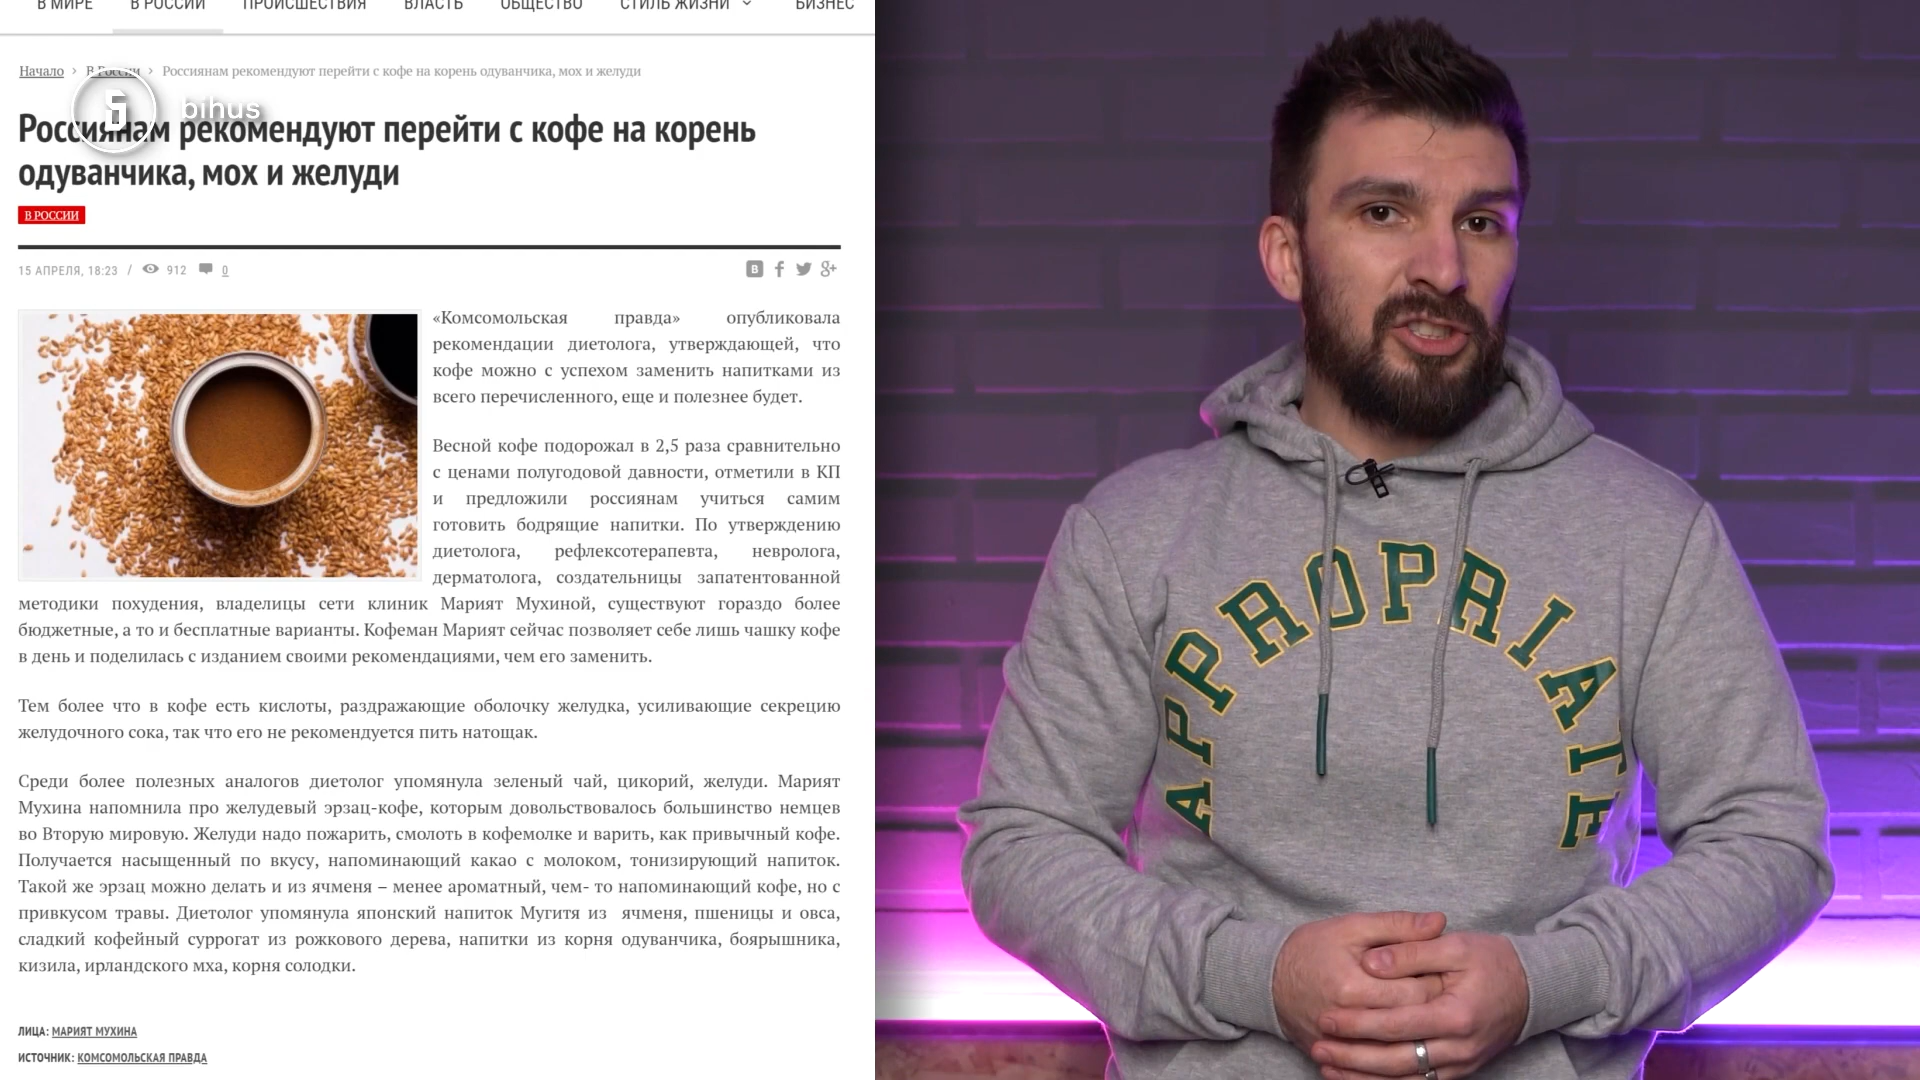 В МИРЕ В РОССИИ ПРОИСШЕСТВИЯ ВЛАСТЬ ОБЩЕСТВО СТИЛЬ ЖИЗНИ БИЗНЕС
Начало › В России › Россиянам рекомендуют перейти с кофе на корень одуванчика, мох и желуди
bihus
Россиянам рекомендуют перейти с кофе на корень
одуванчика, мох и желуди
В РОССИИ
15 АПРЕЛЯ, 18:23 / 912 0
«Комсомольская правда» опубликовала
рекомендации диетолога, утверждающей, что
кофе можно с успехом заменить напитками из
всего перечисленного, еще и полезнее будет.
Весной кофе подорожал в 2,5 раза сравнительно
с ценами полугодовой давности, отметили в КП
и предложили россиянам учиться самим
готовить бодрящие напитки. По утверждению
диетолога, рефлексотерапевта, невролога,
дерматолога, создательницы запатентованной
методики похудения, владелицы сети клиник Марият Мухиной, существуют гораздо более
бюджетные, а то и бесплатные варианты. Кофеман Марият сейчас позволяет себе лишь чашку кофе
в день и поделилась с изданием своими рекомендациями, чем его заменить.
Тем более что в кофе есть кислоты, раздражающие оболочку желудка, усиливающие секрецию
желудочного сока, так что его не рекомендуется пить натощак.
Среди более полезных аналогов диетолог упомянула зеленый чай, цикорий, желуди. Марият
Мухина напомнила про желудевый эрзац-кофе, которым довольствовалось большинство немцев
во Вторую мировую. Желуди надо пожарить, смолоть в кофемолке и варить, как привычный кофе.
Получается насыщенный по вкусу, напоминающий какао с молоком, тонизирующий напиток.
Такой же эрзац можно делать и из ячменя – менее ароматный, чем- то напоминающий кофе, но с
привкусом травы. Диетолог упомянула японский напиток Мугитя из ячменя, пшеницы и овса,
сладкий кофейный суррогат из рожкового дерева, напитки из корня одуванчика, боярышника,
кизила, ирландского мха, корня солодки.
ЛИЦА: МАРИЯТ МУХИНА
ИСТОЧНИК: КОМСОМОЛЬСКАЯ ПРАВДА
APPROPRIATE